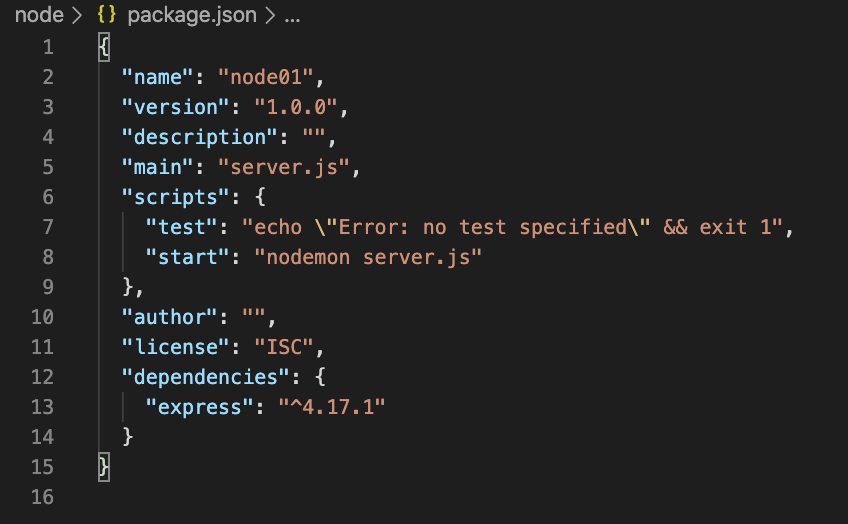 node > {} package.json > ...
1 {
2 "name": "node01",
3 "version": "1.0.0",
4 "description": "",
5 "main": "server.js",
6 "scripts": {
7 "test": "echo \"Error: no test specified\" && exit 1",
8 "start": "nodemon server.js"
9 },
10 "author": "",
11 "license": "ISC",
12 "dependencies": {
13 "express": "^4.17.1"
14 }
15 }
16